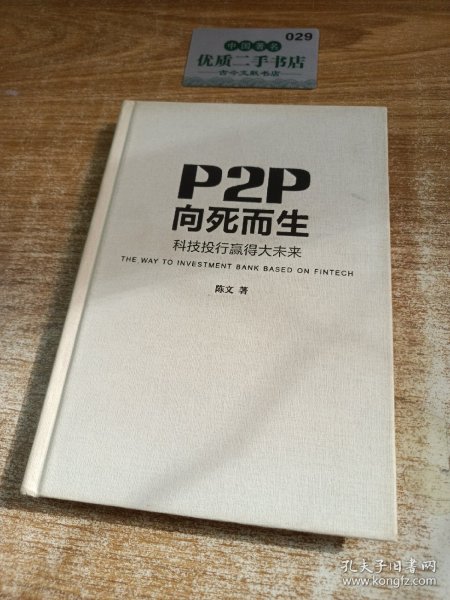 029
中国著名
优质二手书店
古今文献书店
P2P
向死而生
科技投行赢得大未来
THE WAY TO INVESTMENT BANK BASED ON FINTECH
陈文 著
孔夫子旧书网
www.kongfz.com